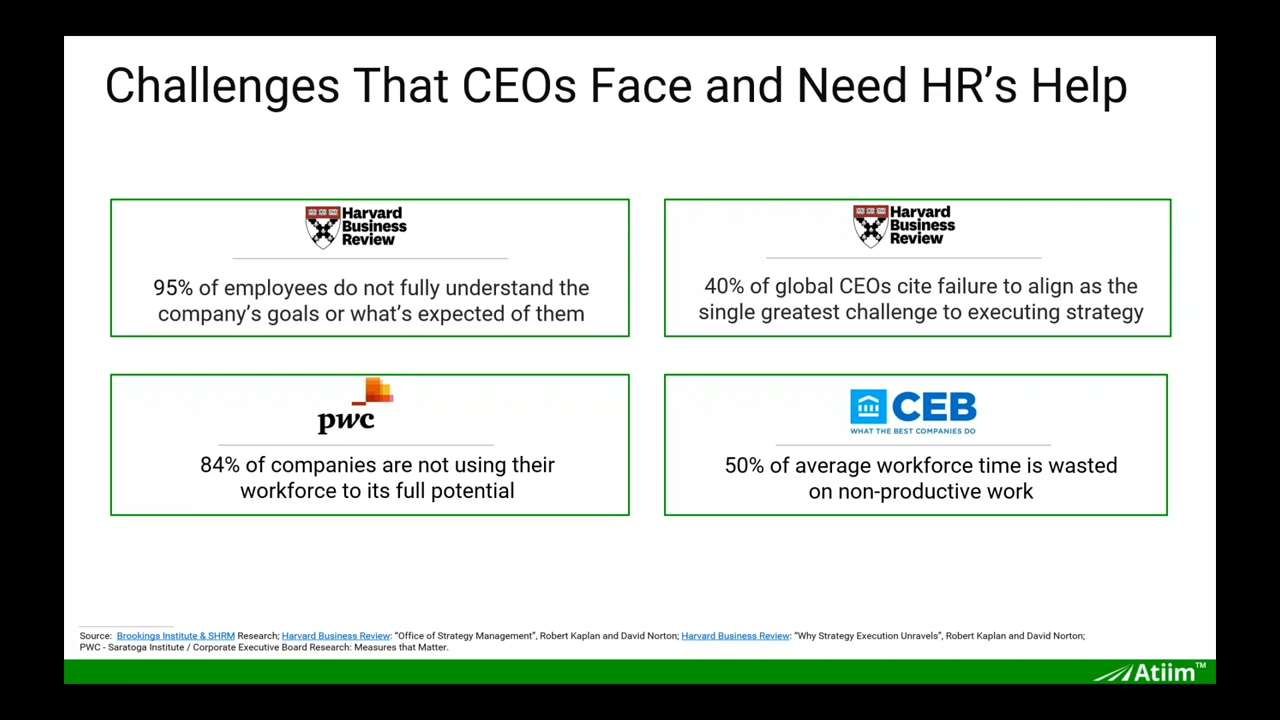 Challenges That CEOs Face and Need HR’s Help
Harvard
Business
Review
95% of employees do not fully understand the
company’s goals or what’s expected of them
Harvard
Business
Review
40% of global CEOs cite failure to align as the
single greatest challenge to executing strategy
pwc
84% of companies are not using their
workforce to its full potential
CEB
WHAT THE BEST COMPANIES DO
50% of average workforce time is wasted
on non-productive work
Source: Brookings Institute & SHRM Research; Harvard Business Review: “Office of Strategy Management”, Robert Kaplan and David Norton; Harvard Business Review: “Why Strategy Execution Unravels”, Robert Kaplan and David Norton;
PWC - Saratoga Institute / Corporate Executive Board Research: Measures that Matter.
Atiim™